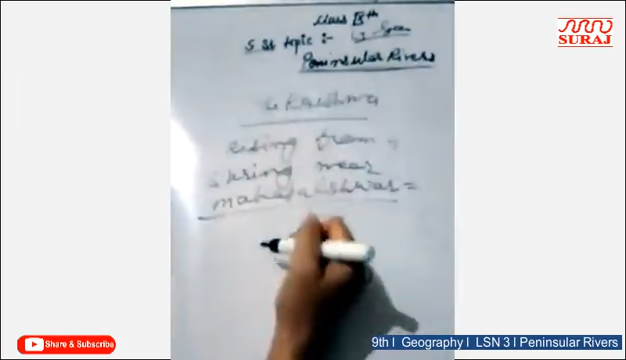 Class IXth
S.St topic :-
Peninsular Rivers
Krishna
rising from a
spring near
mahabaleshwar =
SURAJ
Share & Subscribe
9th I Geography I LSN 3 I Peninsular Rivers